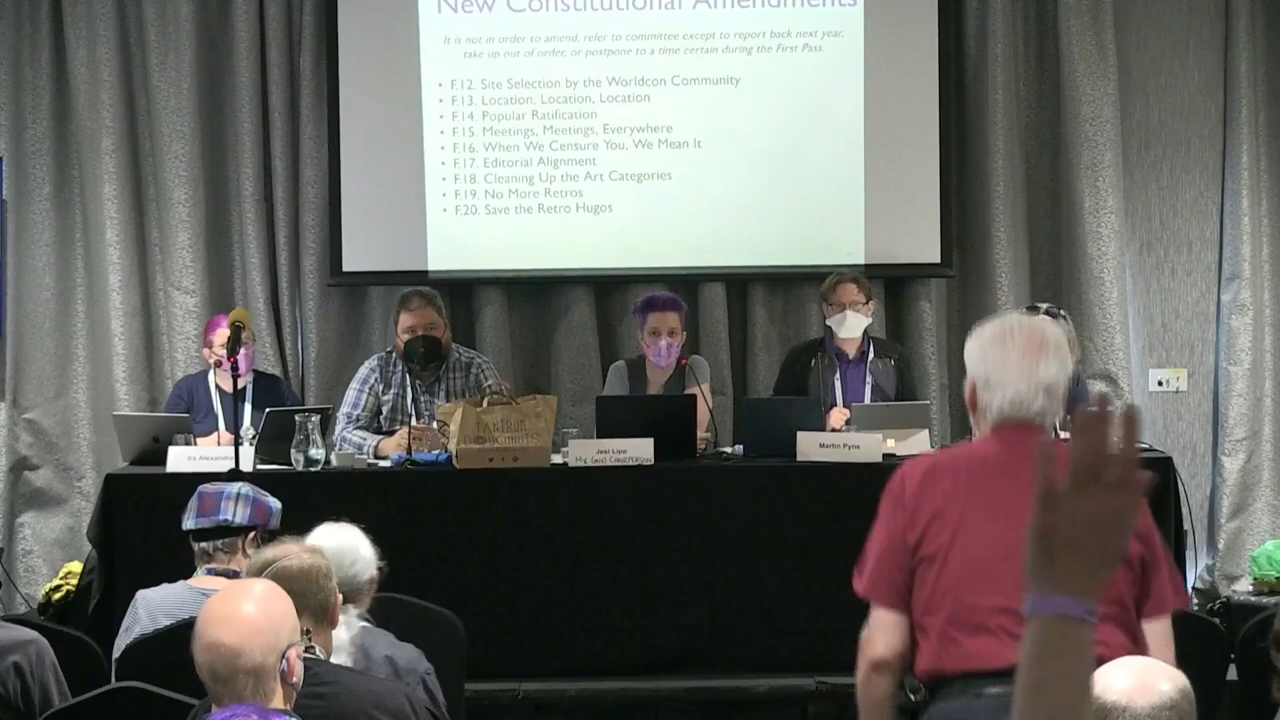 New Constitutional Amendments
It is not in order to amend, refer to committee except to report back next year,
take up out of order, or postpone to a time certain during the First Pass.
• F.12. Site Selection by the Worldcon Community
• F.13. Location, Location, Location
• F.14. Popular Ratification
• F.15. Meetings, Meetings, Everywhere
• F.16. When We Censure You, We Mean It
• F.17. Editorial Alignment
• F.18. Cleaning Up the Art Categories
• F.19. No More Retros
• F.20. Save the Retro Hugos
TANTRUM
DOUGHNUTS
Ira Alexandre
Jesi Lipp
CHAIRPERSON
Martin Pyne